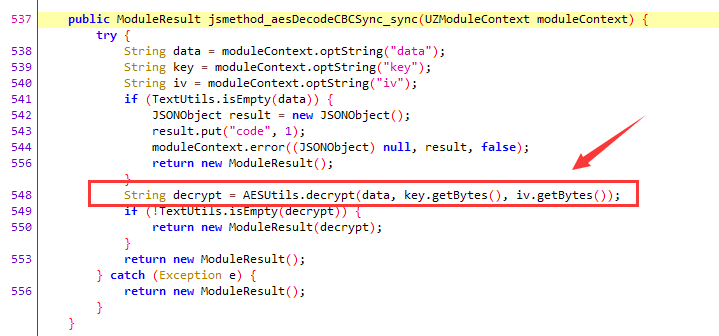 537 public ModuleResult jsmethod_aesDecodeCBCSync_sync(UZModuleContext moduleContext) {
try {
538 String data = moduleContext.optString("data");
539 String key = moduleContext.optString("key");
540 String iv = moduleContext.optString("iv");
541 if (TextUtils.isEmpty(data)) {
542 JSONObject result = new JSONObject();
543 result.put("code", 1);
544 moduleContext.error((JSONObject) null, result, false);
556 return new ModuleResult();
}
548 String decrypt = AESUtils.decrypt(data, key.getBytes(), iv.getBytes());
549 if (!TextUtils.isEmpty(decrypt)) {
550 return new ModuleResult(decrypt);
}
553 return new ModuleResult();
} catch (Exception e) {
556 return new ModuleResult();
}
}